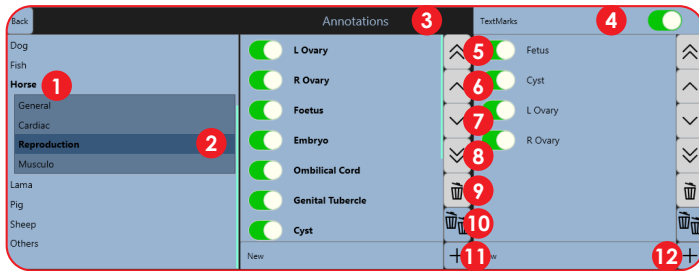 Back
Annotations
3
TextMarks
4
Dog
Fish
Horse
1
General
Cardiac
Reproduction
2
Musculo
Lama
Pig
Sheep
Others
L Ovary
R Ovary
Foetus
Embryo
Ombilical Cord
Genital Tubercle
Cyst
New
5
6
7
8
9
10
11
Fetus
Cyst
L Ovary
R Ovary
12